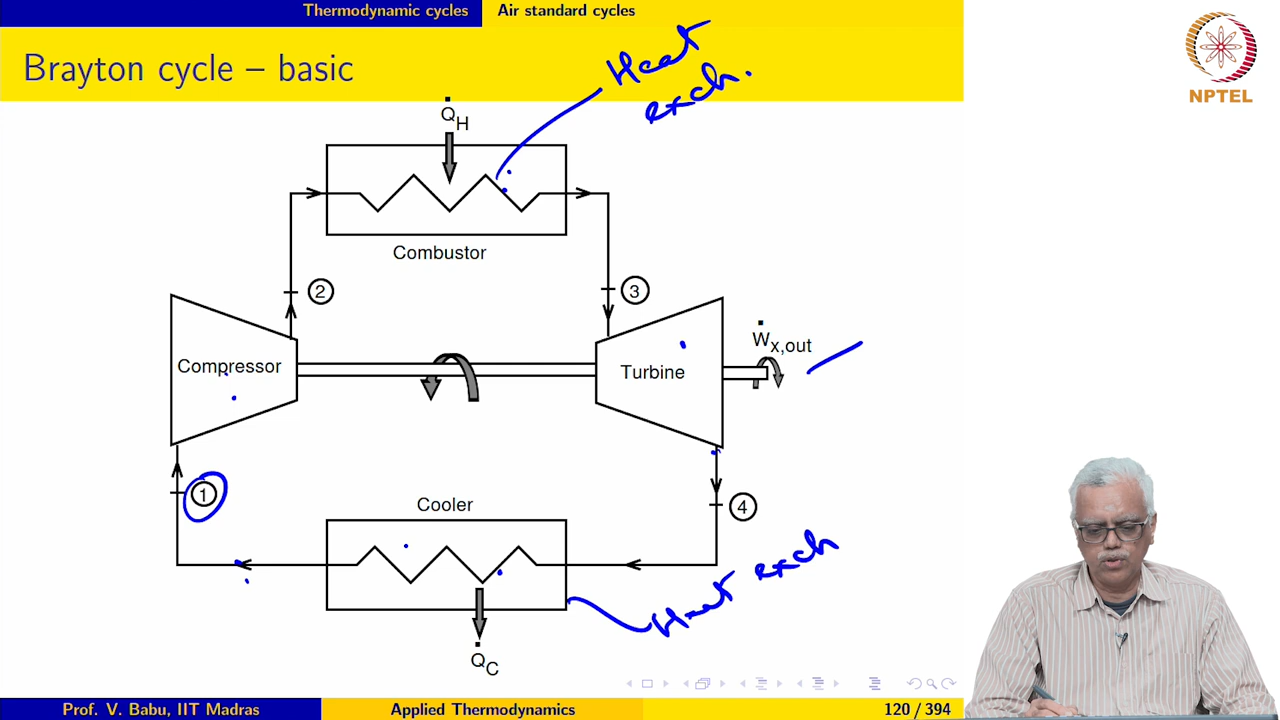 Thermodynamic cycles Air standard cycles
Brayton cycle – basic
NPTEL
Heat
exch.
Q̇H
Combustor
2
3
Compressor
Turbine
Ẇx,out
1
Cooler
4
Heat exch
Q̇C
Prof. V. Babu, IIT Madras Applied Thermodynamics 120 / 394